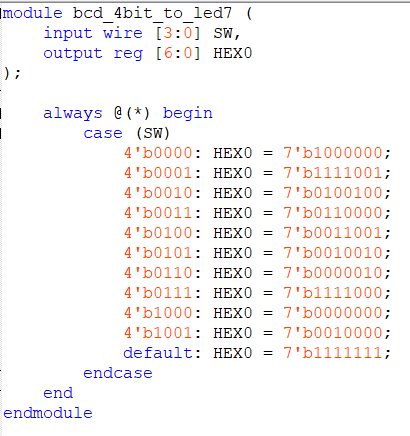 module bcd_4bit_to_led7 (
    input wire [3:0] SW,
    output reg [6:0] HEX0
);

    always @(*) begin
        case (SW)
            4'b0000: HEX0 = 7'b1000000;
            4'b0001: HEX0 = 7'b1111001;
            4'b0010: HEX0 = 7'b0100100;
            4'b0011: HEX0 = 7'b0110000;
            4'b0100: HEX0 = 7'b0011001;
            4'b0101: HEX0 = 7'b0010010;
            4'b0110: HEX0 = 7'b0000010;
            4'b0111: HEX0 = 7'b1111000;
            4'b1000: HEX0 = 7'b0000000;
            4'b1001: HEX0 = 7'b0010000;
            default: HEX0 = 7'b1111111;
        endcase
    end
endmodule